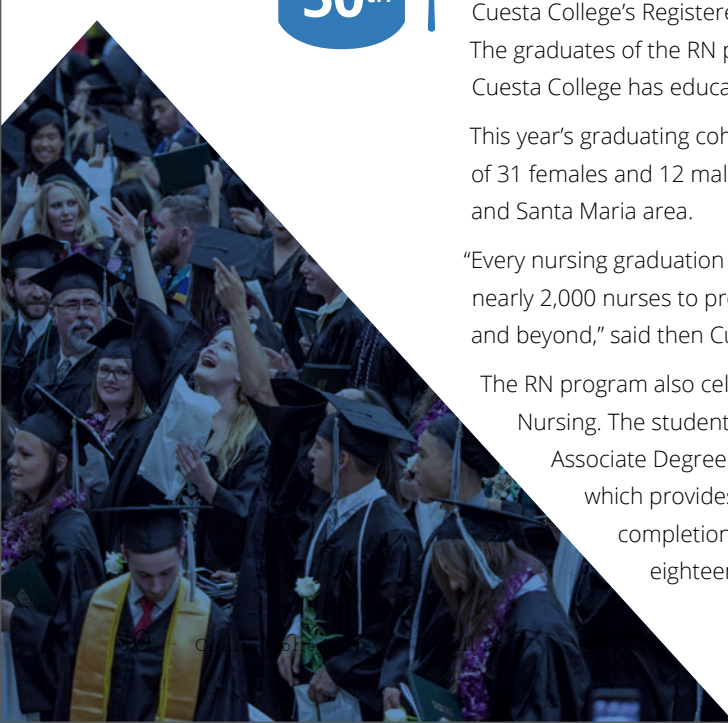 50th
Cuesta College’s Registere
The graduates of the RN p
Cuesta College has educa
This year’s graduating coh
of 31 females and 12 mal
and Santa Maria area.
“Every nursing graduation
nearly 2,000 nurses to pr
and beyond,” said then Cu
The RN program also cel
Nursing. The student
Associate Degree
which provides
completion
eighteen